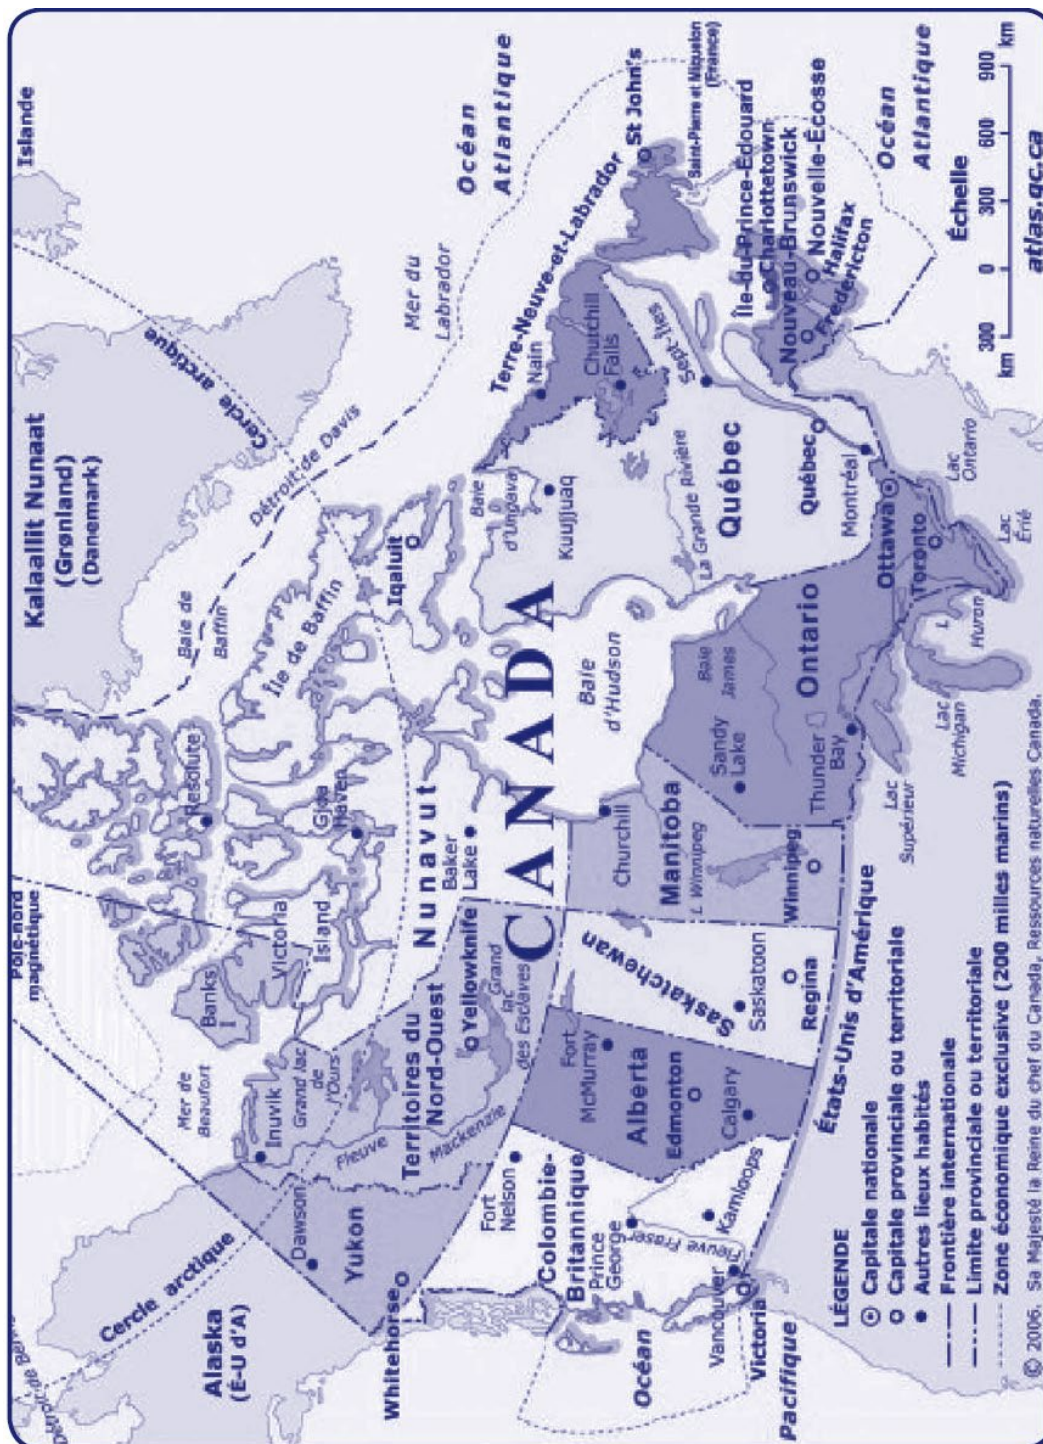 Pôle-nord
magnétique
Kalaallit Nunaat
(Grønland)
(Danemark)
Islande
Cercle arctique
Cercle arctique
Alaska
(É-U d'A)
Mer de
Beaufort
Banks
I
Victoria
Island
Resolute
Baie de
Baffin
Détroit de Davis
Île de Baffin
Gjoa
Haven
Iqaluit
Mer du
Labrador
Océan
Atlantique
Dawson
Yukon
Whitehorse
Inuvik
Grand lac
de
l'Ours
Fleuve
Mackenzie
Territoires du
Nord-Ouest
Yellowknife
Grand
lac
des Esclaves
Nunavut
Baker
Lake
CANADA
Baie
d'Ungava
Kuujjuaq
Nain
Terre-Neuve-et-Labrador
Chutchill
Falls
St John's
Saint-Pierre et Miquelon
(France)
Fort
Nelson
Colombie-
Britannique
Prince
George
Fleuve Fraser
Kamloops
Vancouver
Victoria
Océan
Pacifique
Fort
McMurray
Alberta
Edmonton
Calgary
Saskatchewan
Saskatoon
Regina
Churchill
Manitoba
L. Winnipeg
Winnipeg
Baie
d'Hudson
Baie
James
Sandy
Lake
Ontario
Thunder
Bay
La Grande Rivière
Québec
Québec
Sept-Îles
Montréal
Ottawa
Toronto
Île-du-Prince-Édouard
Charlottetown
Nouveau-Brunswick
Nouvelle-Écosse
Halifax
Fredericton
Océan
Atlantique
Lac
Supérieur
Lac
Michigan
L.
Huron
Lac
Érié
Lac
Ontario
États-Unis d'Amérique
LÉGENDE
Capitale nationale
Capitale provinciale ou territoriale
Autres lieux habités
Frontière internationale
Limite provinciale ou territoriale
Zone économique exclusive (200 milles marins)
Échelle
km 300 0 300 600 900 km
© 2006. Sa Majesté la Reine du chef du Canada, Ressources naturelles Canada.
atlas.gc.ca